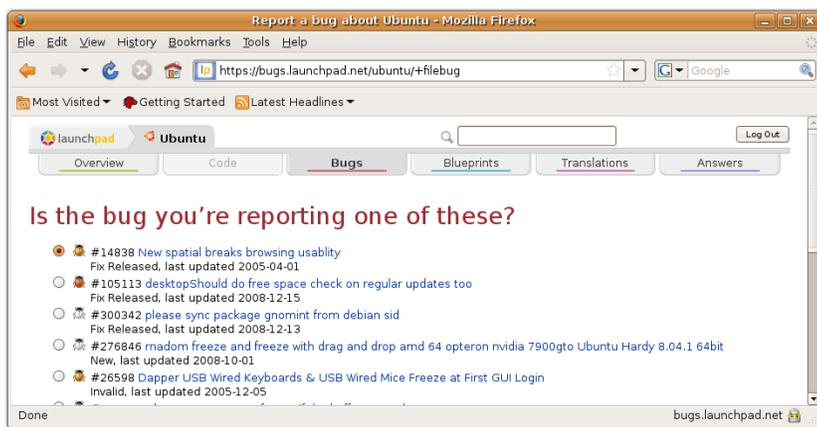 Report a bug about Ubuntu - Mozilla Firefox
File Edit View History Bookmarks Tools Help
lp https://bugs.launchpad.net/ubuntu/+filebug G Google
Most Visited Getting Started Latest Headlines
launchpad Ubuntu Log Out
Overview Code Bugs Blueprints Translations Answers
Is the bug you're reporting one of these?
#14838 New spatial breaks browsing usablity
Fix Released, last updated 2005-04-01
#105113 desktopShould do free space check on regular updates too
Fix Released, last updated 2008-12-15
#300342 please sync package gnomint from debian sid
Fix Released, last updated 2008-12-13
#276846 rnadom freeze and freeze with drag and drop amd 64 opteron nvidia 7900gto Ubuntu Hardy 8.04.1 64bit
New, last updated 2008-10-01
#26598 Dapper USB Wired Keyboards & USB Wired Mice Freeze at First GUI Login
Invalid, last updated 2005-12-05
Done bugs.launchpad.net